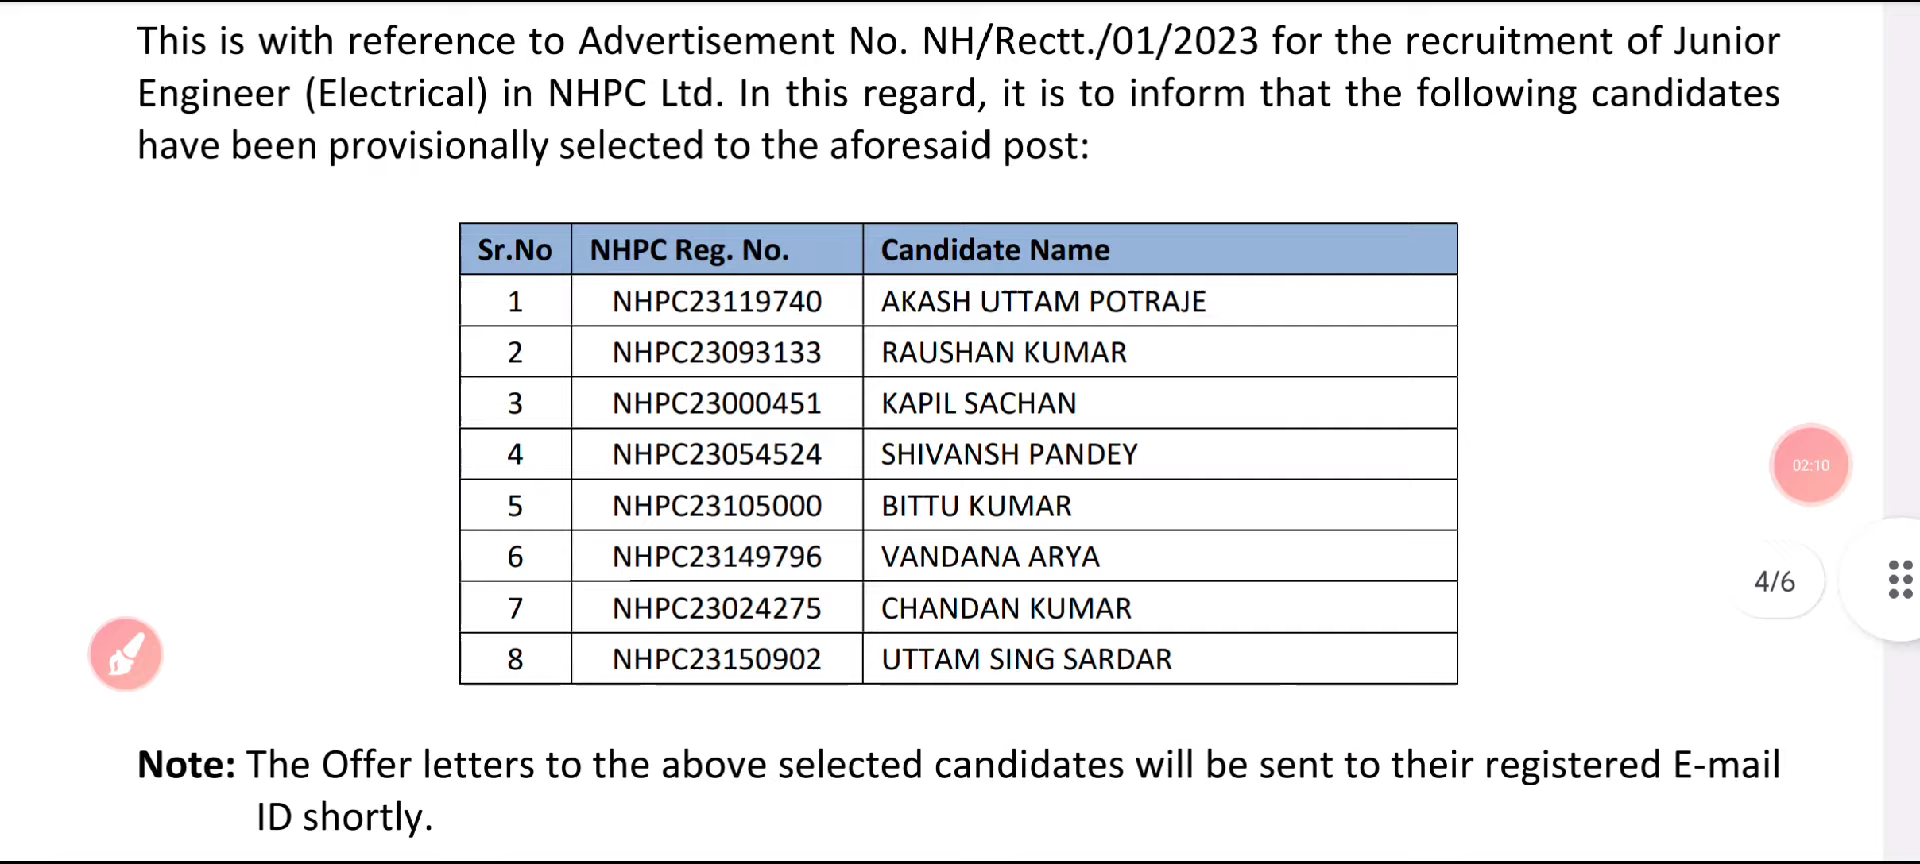 This is with reference to Advertisement No. NH/Rectt./01/2023 for the recruitment of Junior
Engineer (Electrical) in NHPC Ltd. In this regard, it is to inform that the following candidates
have been provisionally selected to the aforesaid post:
Sr.No NHPC Reg. No. Candidate Name
1 NHPC23119740 AKASH UTTAM POTRAJE
2 NHPC23093133 RAUSHAN KUMAR
3 NHPC23000451 KAPIL SACHAN
4 NHPC23054524 SHIVANSH PANDEY
5 NHPC23105000 BITTU KUMAR
6 NHPC23149796 VANDANA ARYA
7 NHPC23024275 CHANDAN KUMAR
8 NHPC23150902 UTTAM SING SARDAR
02:10
4/6
Note: The Offer letters to the above selected candidates will be sent to their registered E-mail
ID shortly.